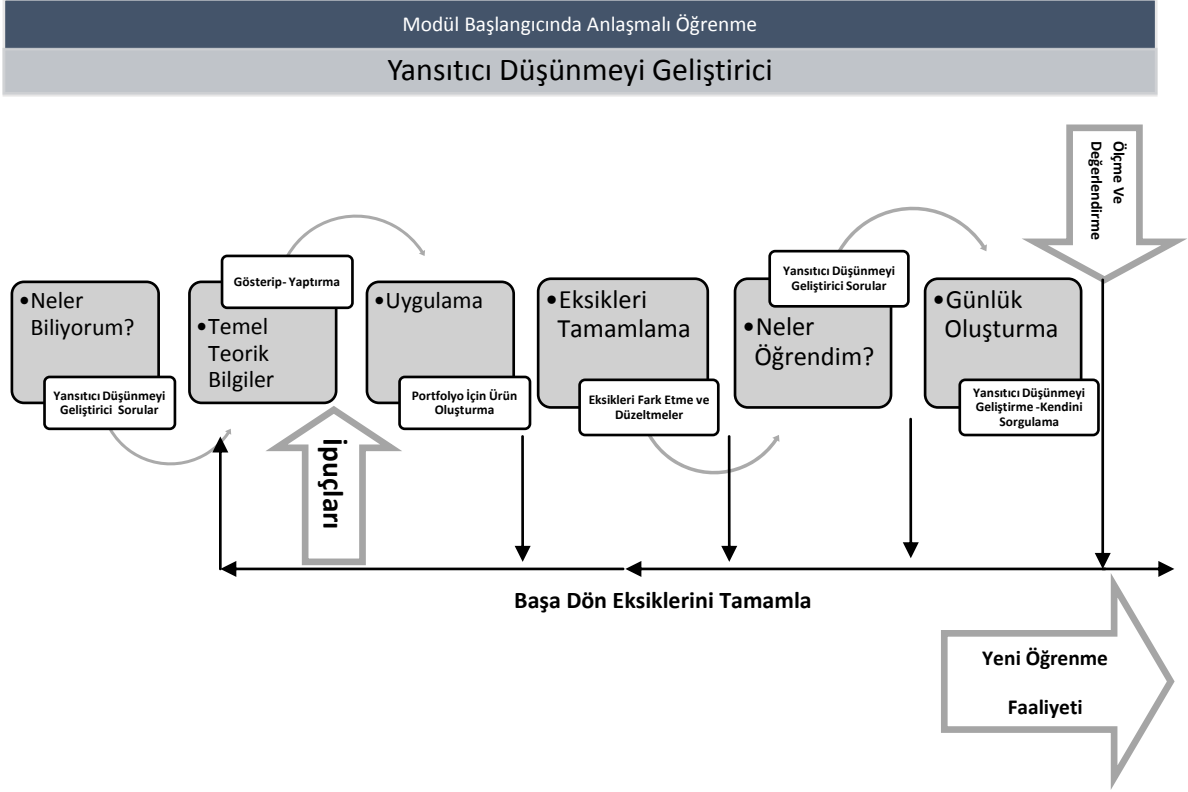 Modül Başlangıcında Anlaşmalı Öğrenme
Yansıtıcı Düşünmeyi Geliştirici
Ölçme Ve
Değerlendirme
•Neler
Biliyorum?
Yansıtıcı Düşünmeyi
Geliştirici Sorular
Gösterip- Yaptırma
•Temel
Teorik
Bilgiler
•Uygulama
Portfolyo İçin Ürün
Oluşturma
•Eksikleri
Tamamlama
Eksikleri Fark Etme ve
Düzeltmeler
Yansıtıcı Düşünmeyi
Geliştirici Sorular
•Neler
Öğrendim?
•Günlük
Oluşturma
Yansıtıcı Düşünmeyi
Geliştirme -Kendini
Sorgulama
İpuçları
Başa Dön Eksiklerini Tamamla
Yeni Öğrenme
Faaliyeti